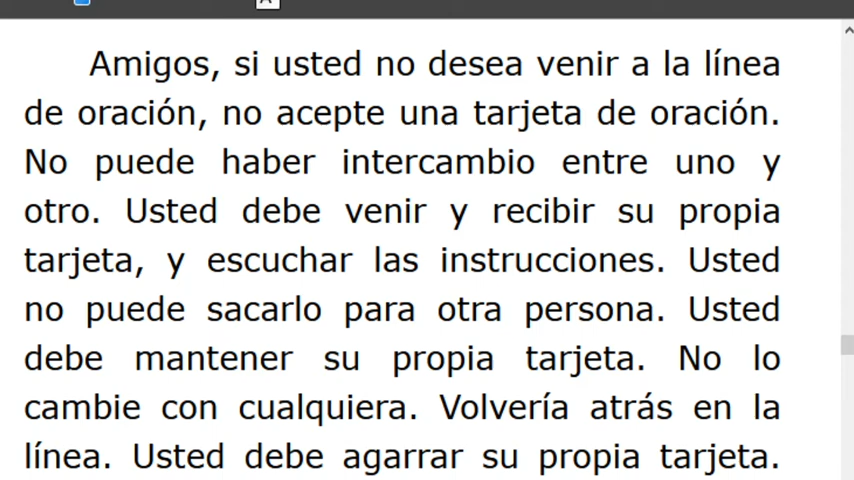 Amigos, si usted no desea venir a la línea
de oración, no acepte una tarjeta de oración.
No puede haber intercambio entre uno y
otro. Usted debe venir y recibir su propia
tarjeta, y escuchar las instrucciones. Usted
no puede sacarlo para otra persona. Usted
debe mantener su propia tarjeta. No lo
cambie con cualquiera. Volvería atrás en la
línea. Usted debe agarrar su propia tarjeta.